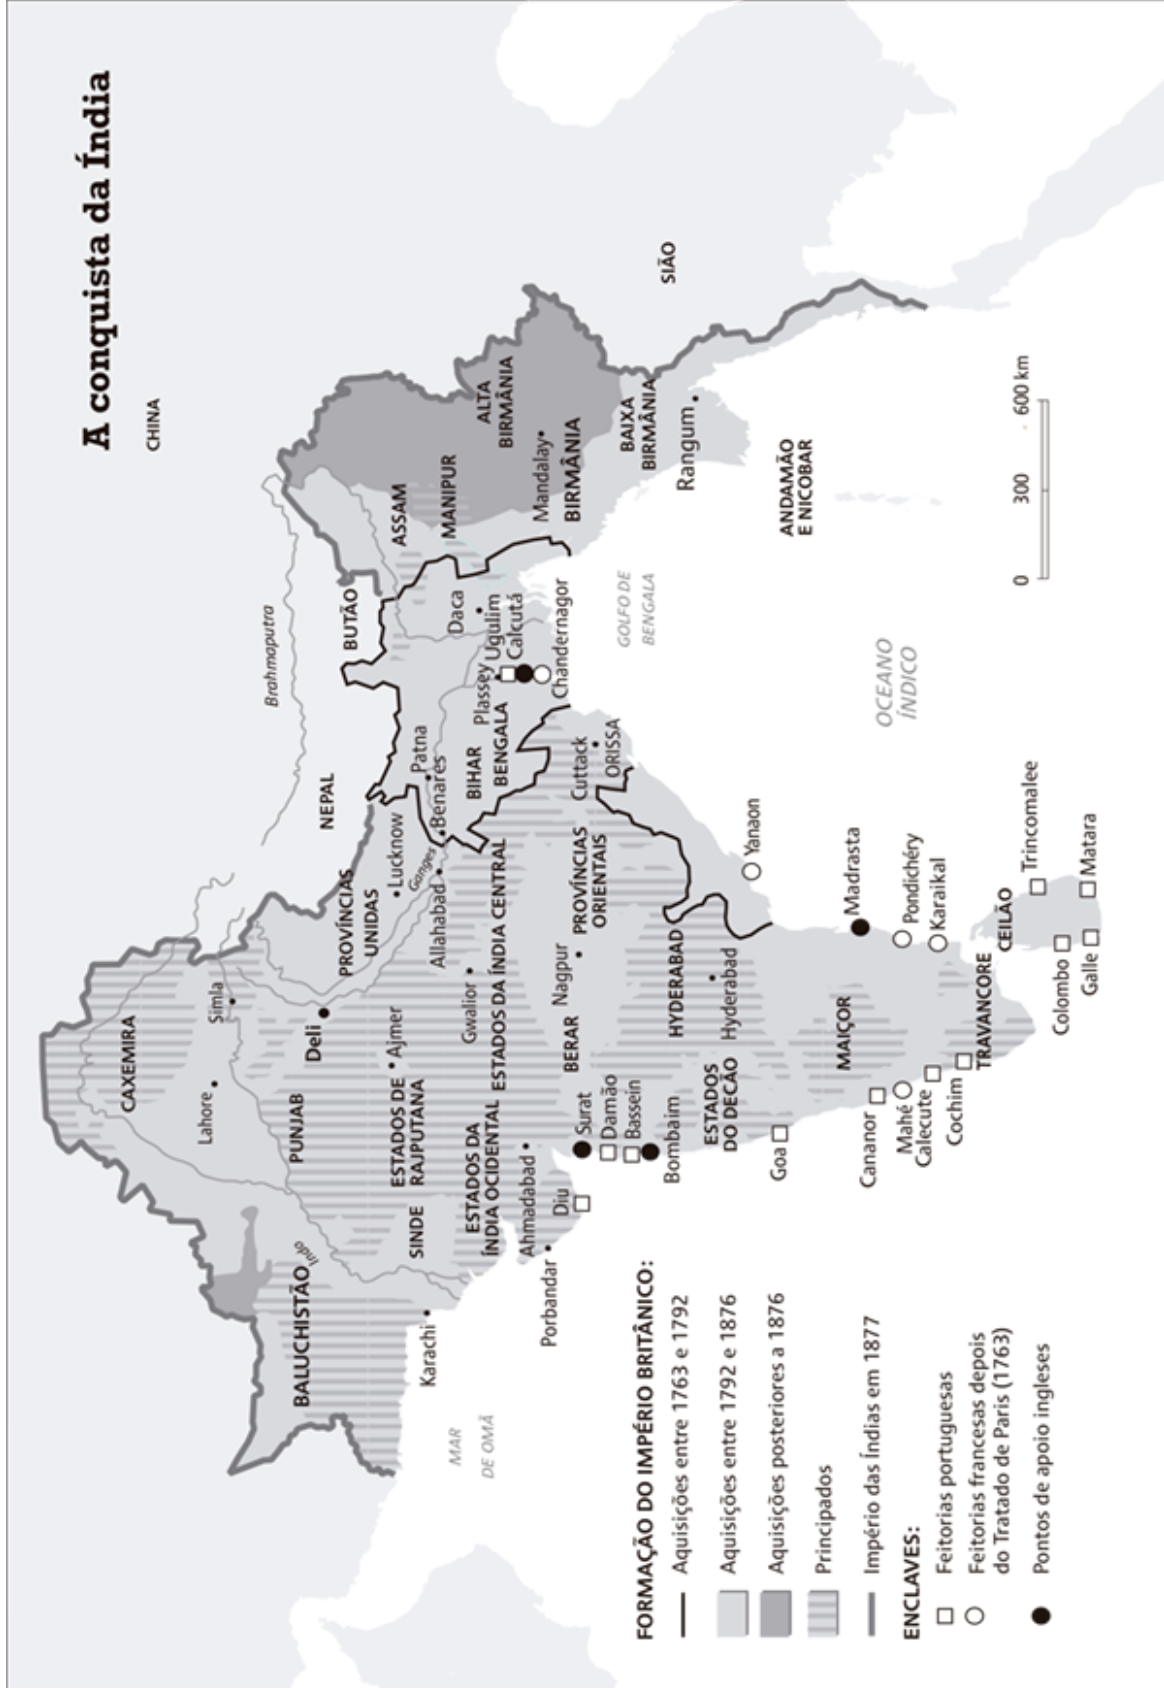 A conquista da Índia
CHINA
CAXEMIRA
Lahore
Simla
Brahmaputra
NEPAL
BUTÃO
PUNJAB
Deli
PROVÍNCIAS
UNIDAS
BALUCHISTÃO
Indo
Lucknow
Ganges
Patna
Benares
Allahabad
ASSAM
MANIPUR
ALTA
BIRMÂNIA
Mandalay
BIRMÂNIA
BAIXA
BIRMÂNIA
Rangum
SIÃO
ESTADOS DE
RAJPUTANA
Ajmer
SINDE
Karachi
Gwalior
ESTADOS DA
ÍNDIA OCIDENTAL
ESTADOS DA ÍNDIA CENTRAL
BIHAR
BENGALA
Daca
Plassey
Ugulim
Calcutá
Chandernagor
MAR
DE OMÃ
Ahmadabad
Porbandar
Diu
Surat
Damão
Bassein
Bombaim
BERAR
Nagpur
PROVÍNCIAS
ORIENTAIS
Cuttack
ORISSA
GOLFO DE
BENGALA
HYDERABAD
Hyderabad
ESTADOS
DO DECÃO
Yanaon
Goa
ANDAMÃO
E NICOBAR
MAIÇOR
Madrasta
Cananor
Mahé
Calecute
Cochim
Pondichéry
Karaikal
OCEANO
ÍNDICO
TRAVANCORE
CEILÃO
Trincomalee
Colombo
Galle
Matara
0 300 600 km
FORMAÇÃO DO IMPÉRIO BRITÂNICO:
Aquisições entre 1763 e 1792
Aquisições entre 1792 e 1876
Aquisições posteriores a 1876
Principados
Império das Índias em 1877
ENCLAVES:
Feitorias portuguesas
Feitorias francesas depois
do Tratado de Paris (1763)
Pontos de apoio ingleses